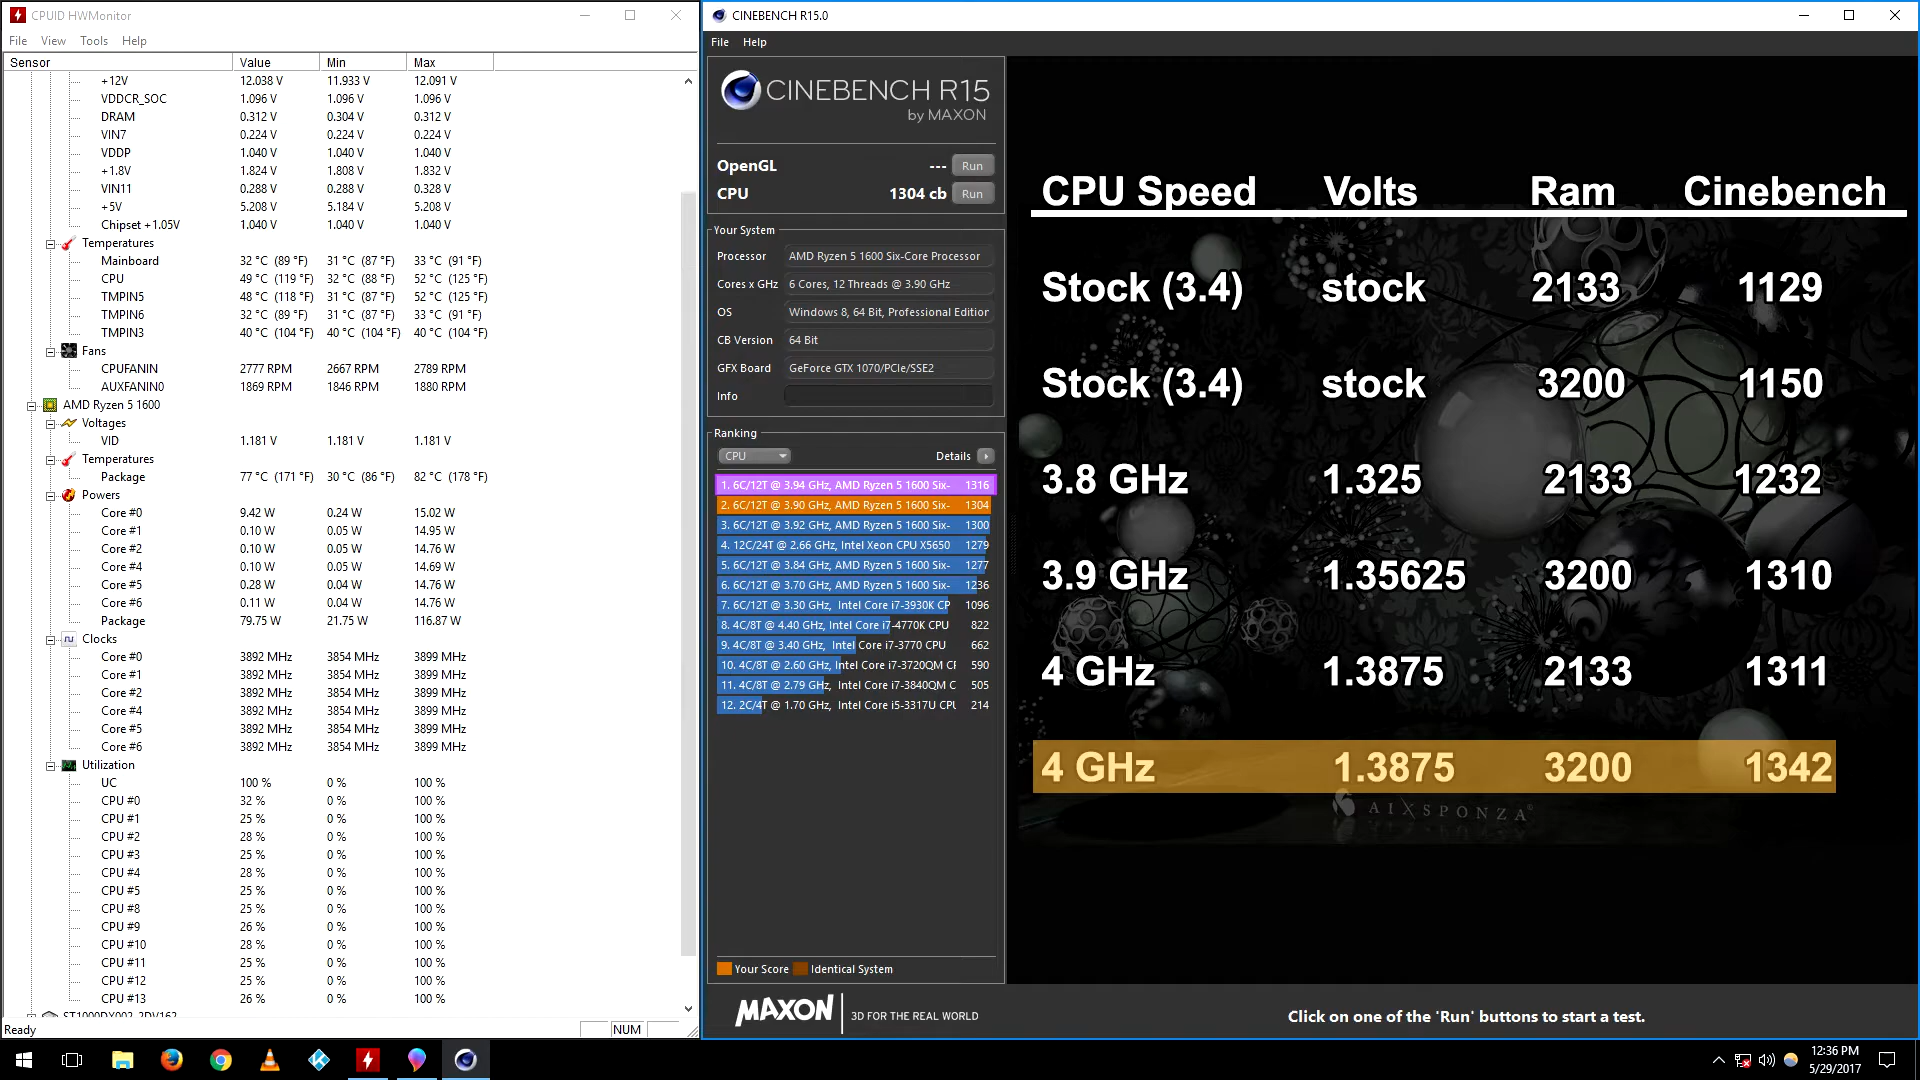 CPUID HWMonitor
File View Tools Help
Sensor Value Min Max
+12V 12.038 V 11.933 V 12.091 V
VDDCR_SOC 1.096 V 1.096 V 1.096 V
DRAM 0.312 V 0.304 V 0.312 V
VIN7 0.224 V 0.224 V 0.224 V
VDDP 1.040 V 1.040 V 1.040 V
+1.8V 1.824 V 1.808 V 1.832 V
VIN11 0.288 V 0.288 V 0.328 V
+5V 5.208 V 5.184 V 5.208 V
Chipset +1.05V 1.040 V 1.040 V 1.040 V
Temperatures
Mainboard 32 °C (89 °F) 31 °C (87 °F) 33 °C (91 °F)
CPU 49 °C (119 °F) 32 °C (88 °F) 52 °C (125 °F)
TMPIN5 48 °C (118 °F) 31 °C (87 °F) 52 °C (125 °F)
TMPIN6 32 °C (89 °F) 31 °C (87 °F) 33 °C (91 °F)
TMPIN3 40 °C (104 °F) 40 °C (104 °F) 40 °C (104 °F)
Fans
CPUFANIN 2777 RPM 2667 RPM 2789 RPM
AUXFANIN0 1869 RPM 1846 RPM 1880 RPM
AMD Ryzen 5 1600
Voltages
VID 1.181 V 1.181 V 1.181 V
Temperatures
Package 77 °C (171 °F) 30 °C (86 °F) 82 °C (178 °F)
Powers
Core #0 9.42 W 0.24 W 15.02 W
Core #1 0.10 W 0.05 W 14.95 W
Core #2 0.10 W 0.05 W 14.76 W
Core #4 0.10 W 0.05 W 14.69 W
Core #5 0.28 W 0.04 W 14.76 W
Core #6 0.11 W 0.04 W 14.76 W
Package 79.75 W 21.75 W 116.87 W
Clocks
Core #0 3892 MHz 3854 MHz 3899 MHz
Core #1 3892 MHz 3854 MHz 3899 MHz
Core #2 3892 MHz 3854 MHz 3899 MHz
Core #4 3892 MHz 3854 MHz 3899 MHz
Core #5 3892 MHz 3854 MHz 3899 MHz
Core #6 3892 MHz 3854 MHz 3899 MHz
Utilization
UC 100 % 0 % 100 %
CPU #0 32 % 0 % 100 %
CPU #1 25 % 0 % 100 %
CPU #2 28 % 0 % 100 %
CPU #3 25 % 0 % 100 %
CPU #4 28 % 0 % 100 %
CPU #5 25 % 0 % 100 %
CPU #8 25 % 0 % 100 %
CPU #9 26 % 0 % 100 %
CPU #10 28 % 0 % 100 %
CPU #11 25 % 0 % 100 %
CPU #12 25 % 0 % 100 %
CPU #13 26 % 0 % 100 %
Ready NUM
CINEBENCH R15.0
File Help
CINEBENCH R15
by MAXON
OpenGL --- Run
CPU 1304 cb Run
Your System
Processor AMD Ryzen 5 1600 Six-Core Processor
Cores x GHz 6 Cores, 12 Threads @ 3.90 GHz
OS Windows 8, 64 Bit, Professional Edition
CB Version 64 Bit
GFX Board GeForce GTX 1070/PCIe/SSE2
Info
Ranking
CPU Details
1. 6C/12T @ 3.94 GHz, AMD Ryzen 5 1600 Six- 1316
2. 6C/12T @ 3.90 GHz, AMD Ryzen 5 1600 Six- 1304
3. 6C/12T @ 3.92 GHz, AMD Ryzen 5 1600 Six- 1300
4. 12C/24T @ 2.66 GHz, Intel Xeon CPU X5650 1279
5. 6C/12T @ 3.84 GHz, AMD Ryzen 5 1600 Six- 1277
6. 6C/12T @ 3.70 GHz, AMD Ryzen 5 1600 Six- 1236
7. 6C/12T @ 3.30 GHz, Intel Core i7-3930K CP 1096
8. 4C/8T @ 4.40 GHz, Intel Core i7-4770K CPU 822
9. 4C/8T @ 3.40 GHz, Intel Core i7-3770 CPU 662
10. 4C/8T @ 2.60 GHz, Intel Core i7-3720QM 590
11. 4C/8T @ 2.79 GHz, Intel Core i7-3840QM C 505
12. 2C/4T @ 1.70 GHz, Intel Core i5-3317U CPU 214
Your Score Identical System
MAXON 3D FOR THE REAL WORLD
CPU Speed Volts Ram Cinebench
Stock (3.4) stock 2133 1129
Stock (3.4) stock 3200 1150
3.8 GHz 1.325 2133 1232
3.9 GHz 1.35625 3200 1310
4 GHz 1.3875 2133 1311
4 GHz 1.3875 3200 1342
AIXSPONZA
Click on one of the 'Run' buttons to start a test.
12:36 PM
5/29/2017